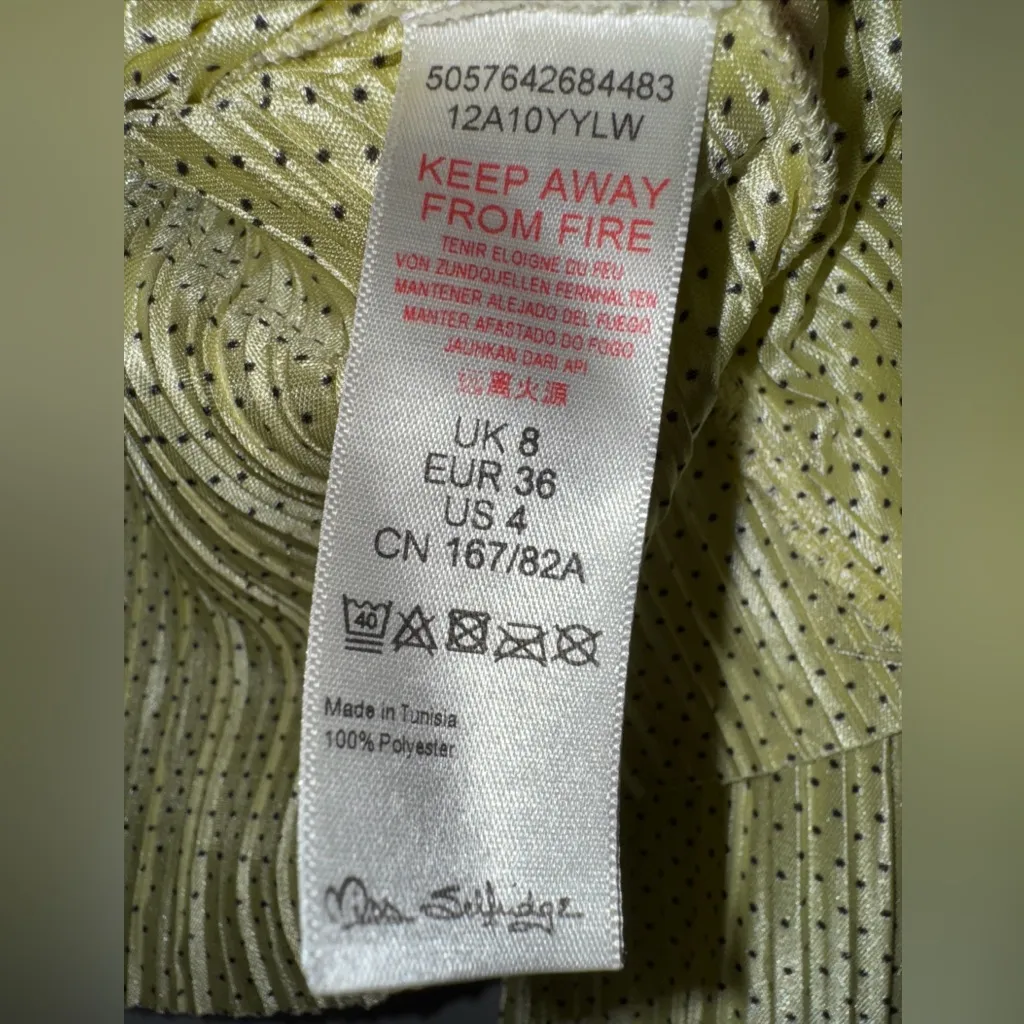 5057642684483
12A10YYLW
KEEP AWAY
FROM FIRE
TENIR ELOIGNE DU FEU
VON ZUNDQUELLEN FERNHALTEN
MANTENER ALEJADO DEL FUEGO
MANTER AFASTADO DO FOGO
JAUHKAN DARI API
离火源
UK 8
EUR 36
US 4
CN 167/82A
40
Made in Tunisia
100% Polyester
Miss Selfridge